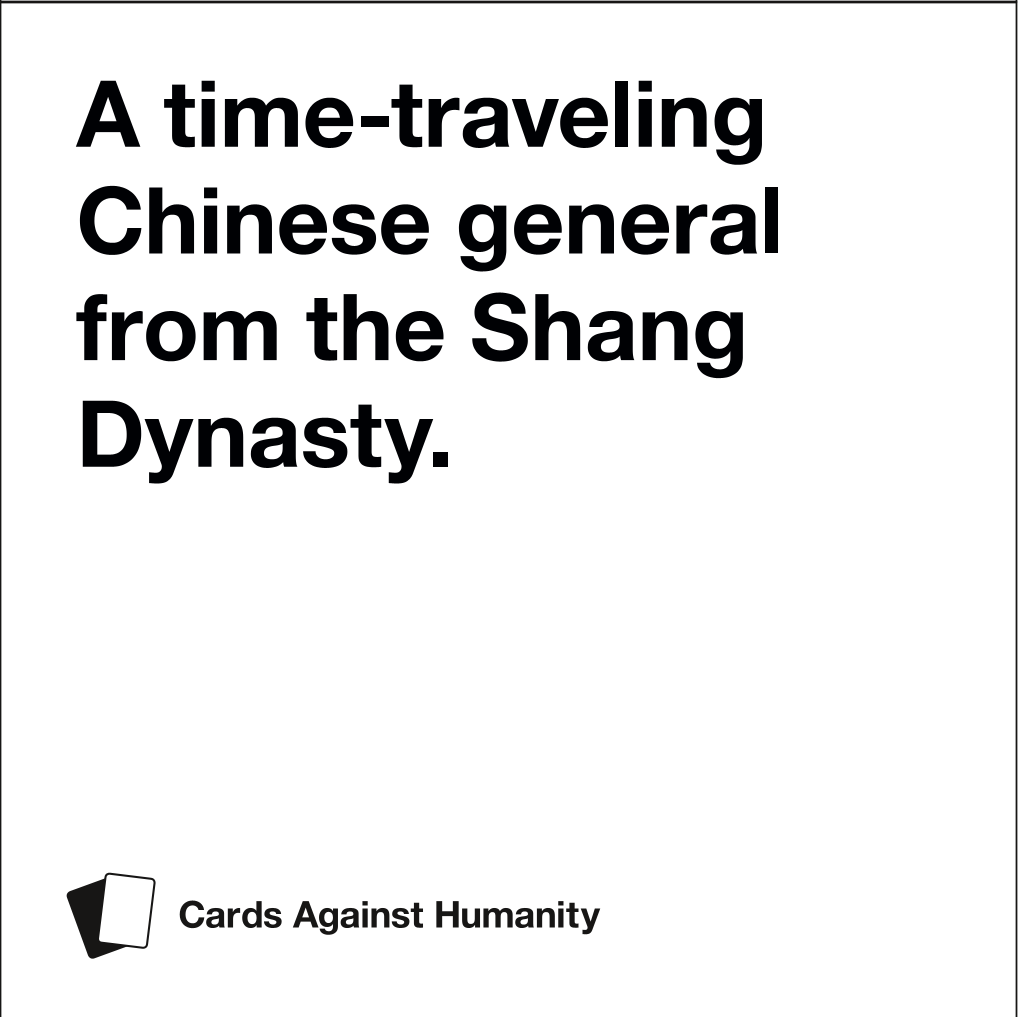 A time-traveling
Chinese general
from the Shang
Dynasty.
Cards Against Humanity